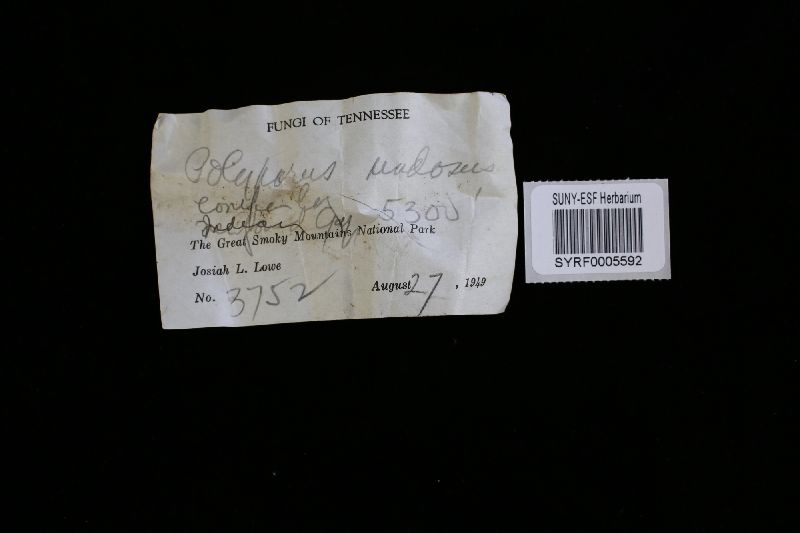 FUNGI OF TENNESSEE
Polyporus nodosus
5300'
Indian Gap
The Great Smoky Mountains National Park
Josiah L. Lowe
No. 3752
August 27, 1949
SUNY-ESF Herbarium
SYRF0005592